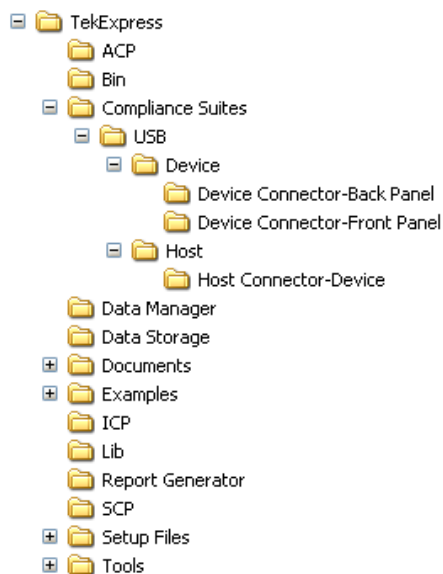 TekExpress
ACP
Bin
Compliance Suites
USB
Device
Device Connector-Back Panel
Device Connector-Front Panel
Host
Host Connector-Device
Data Manager
Data Storage
Documents
Examples
ICP
Lib
Report Generator
SCP
Setup Files
Tools